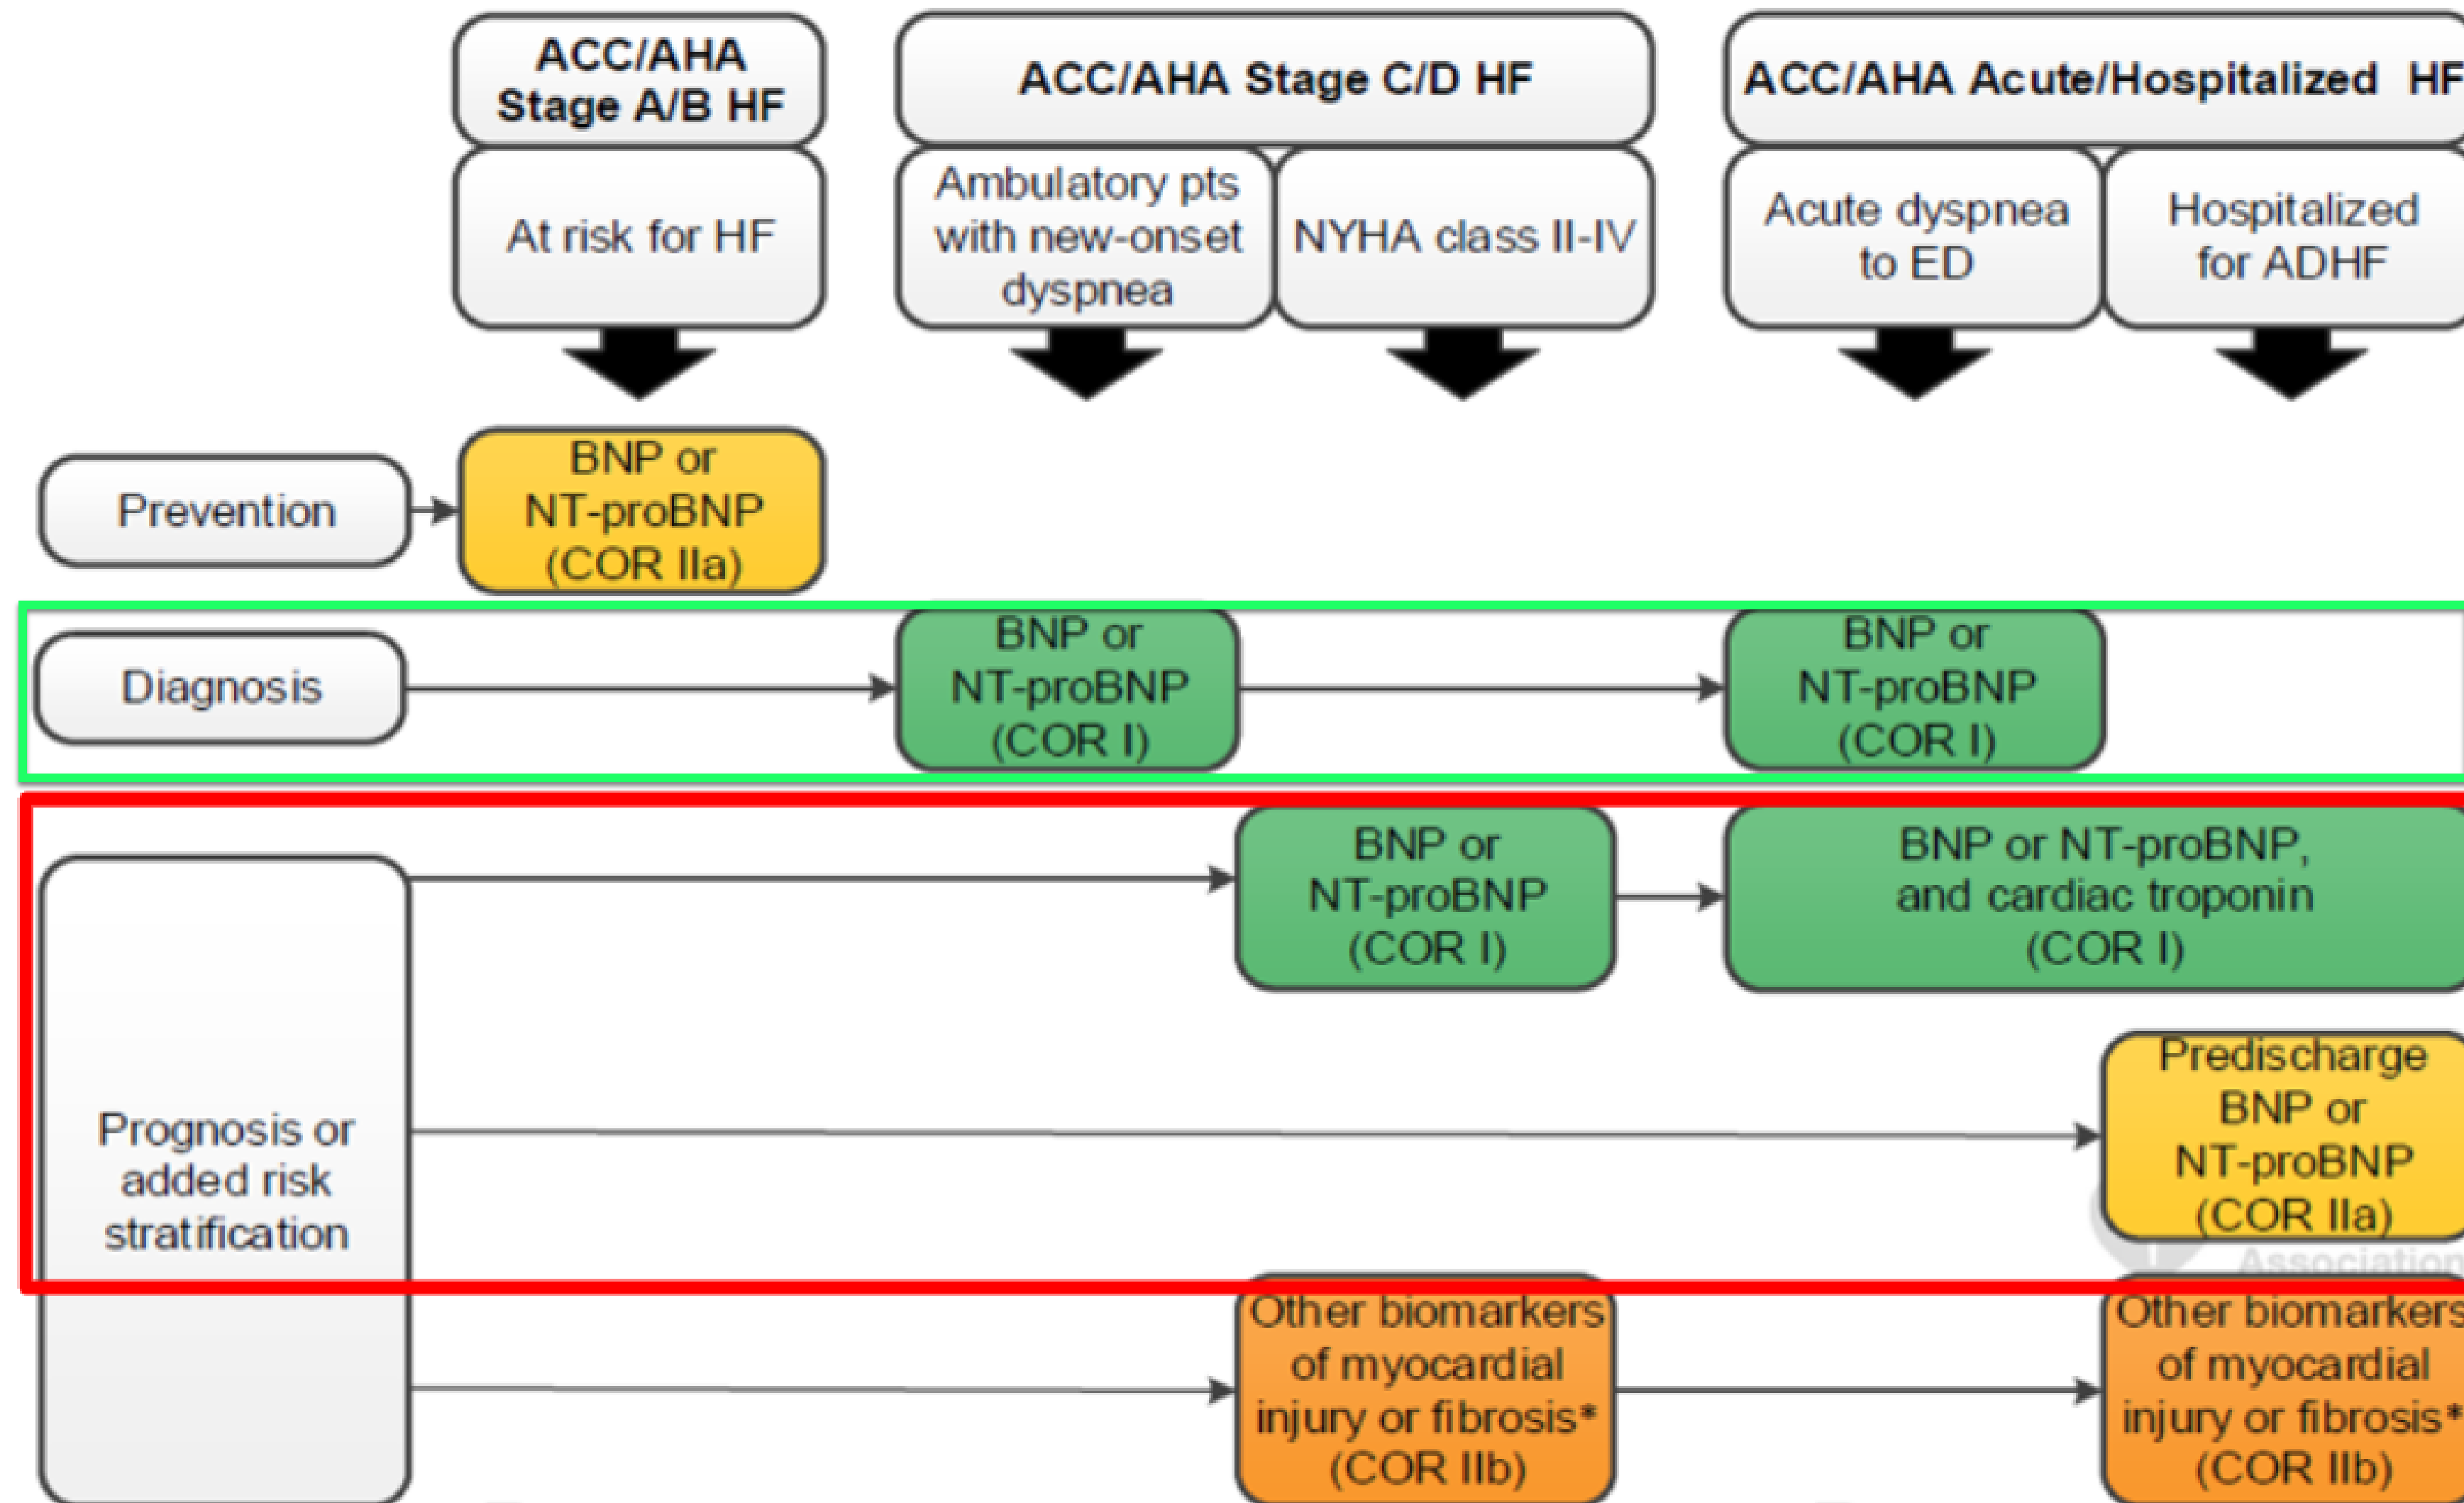 ACC/AHA
Stage A/B HF
ACC/AHA Stage C/D HF
ACC/AHA Acute/Hospitalized HF
At risk for HF
Ambulatory pts
with new-onset
dyspnea
NYHA class II-IV
Acute dyspnea
to ED
Hospitalized
for ADHF
Prevention
BNP or
NT-proBNP
(COR IIa)
Diagnosis
BNP or
NT-proBNP
(COR I)
BNP or
NT-proBNP
(COR I)
Prognosis or
added risk
stratification
BNP or
NT-proBNP
(COR I)
BNP or NT-proBNP,
and cardiac troponin
(COR I)
Predischarge
BNP or
NT-proBNP
(COR IIa)
Association
Other biomarkers
of myocardial
injury or fibrosis*
(COR IIb)
Other biomarkers
of myocardial
injury or fibrosis*
(COR IIb)